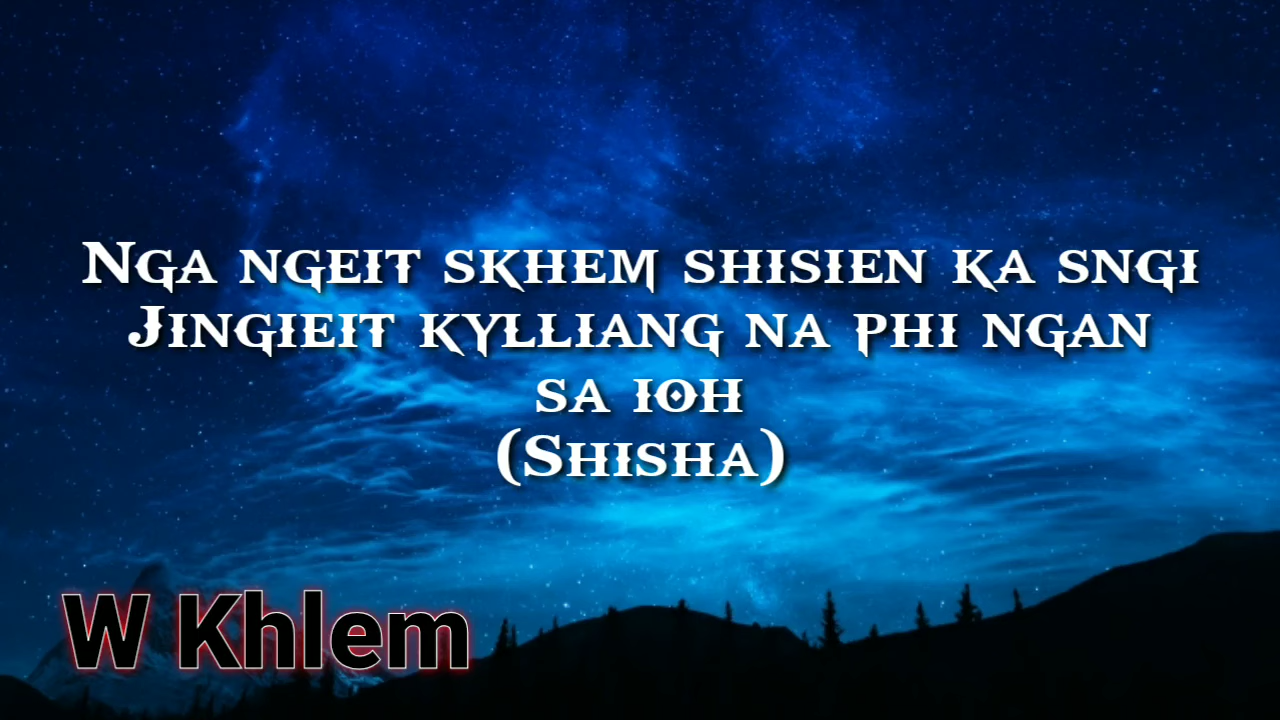 Nga ngeit skhem shisien ka sngi
Jingieit kylliang na phi ngan
sa ioh
(Shisha)
W Khlem